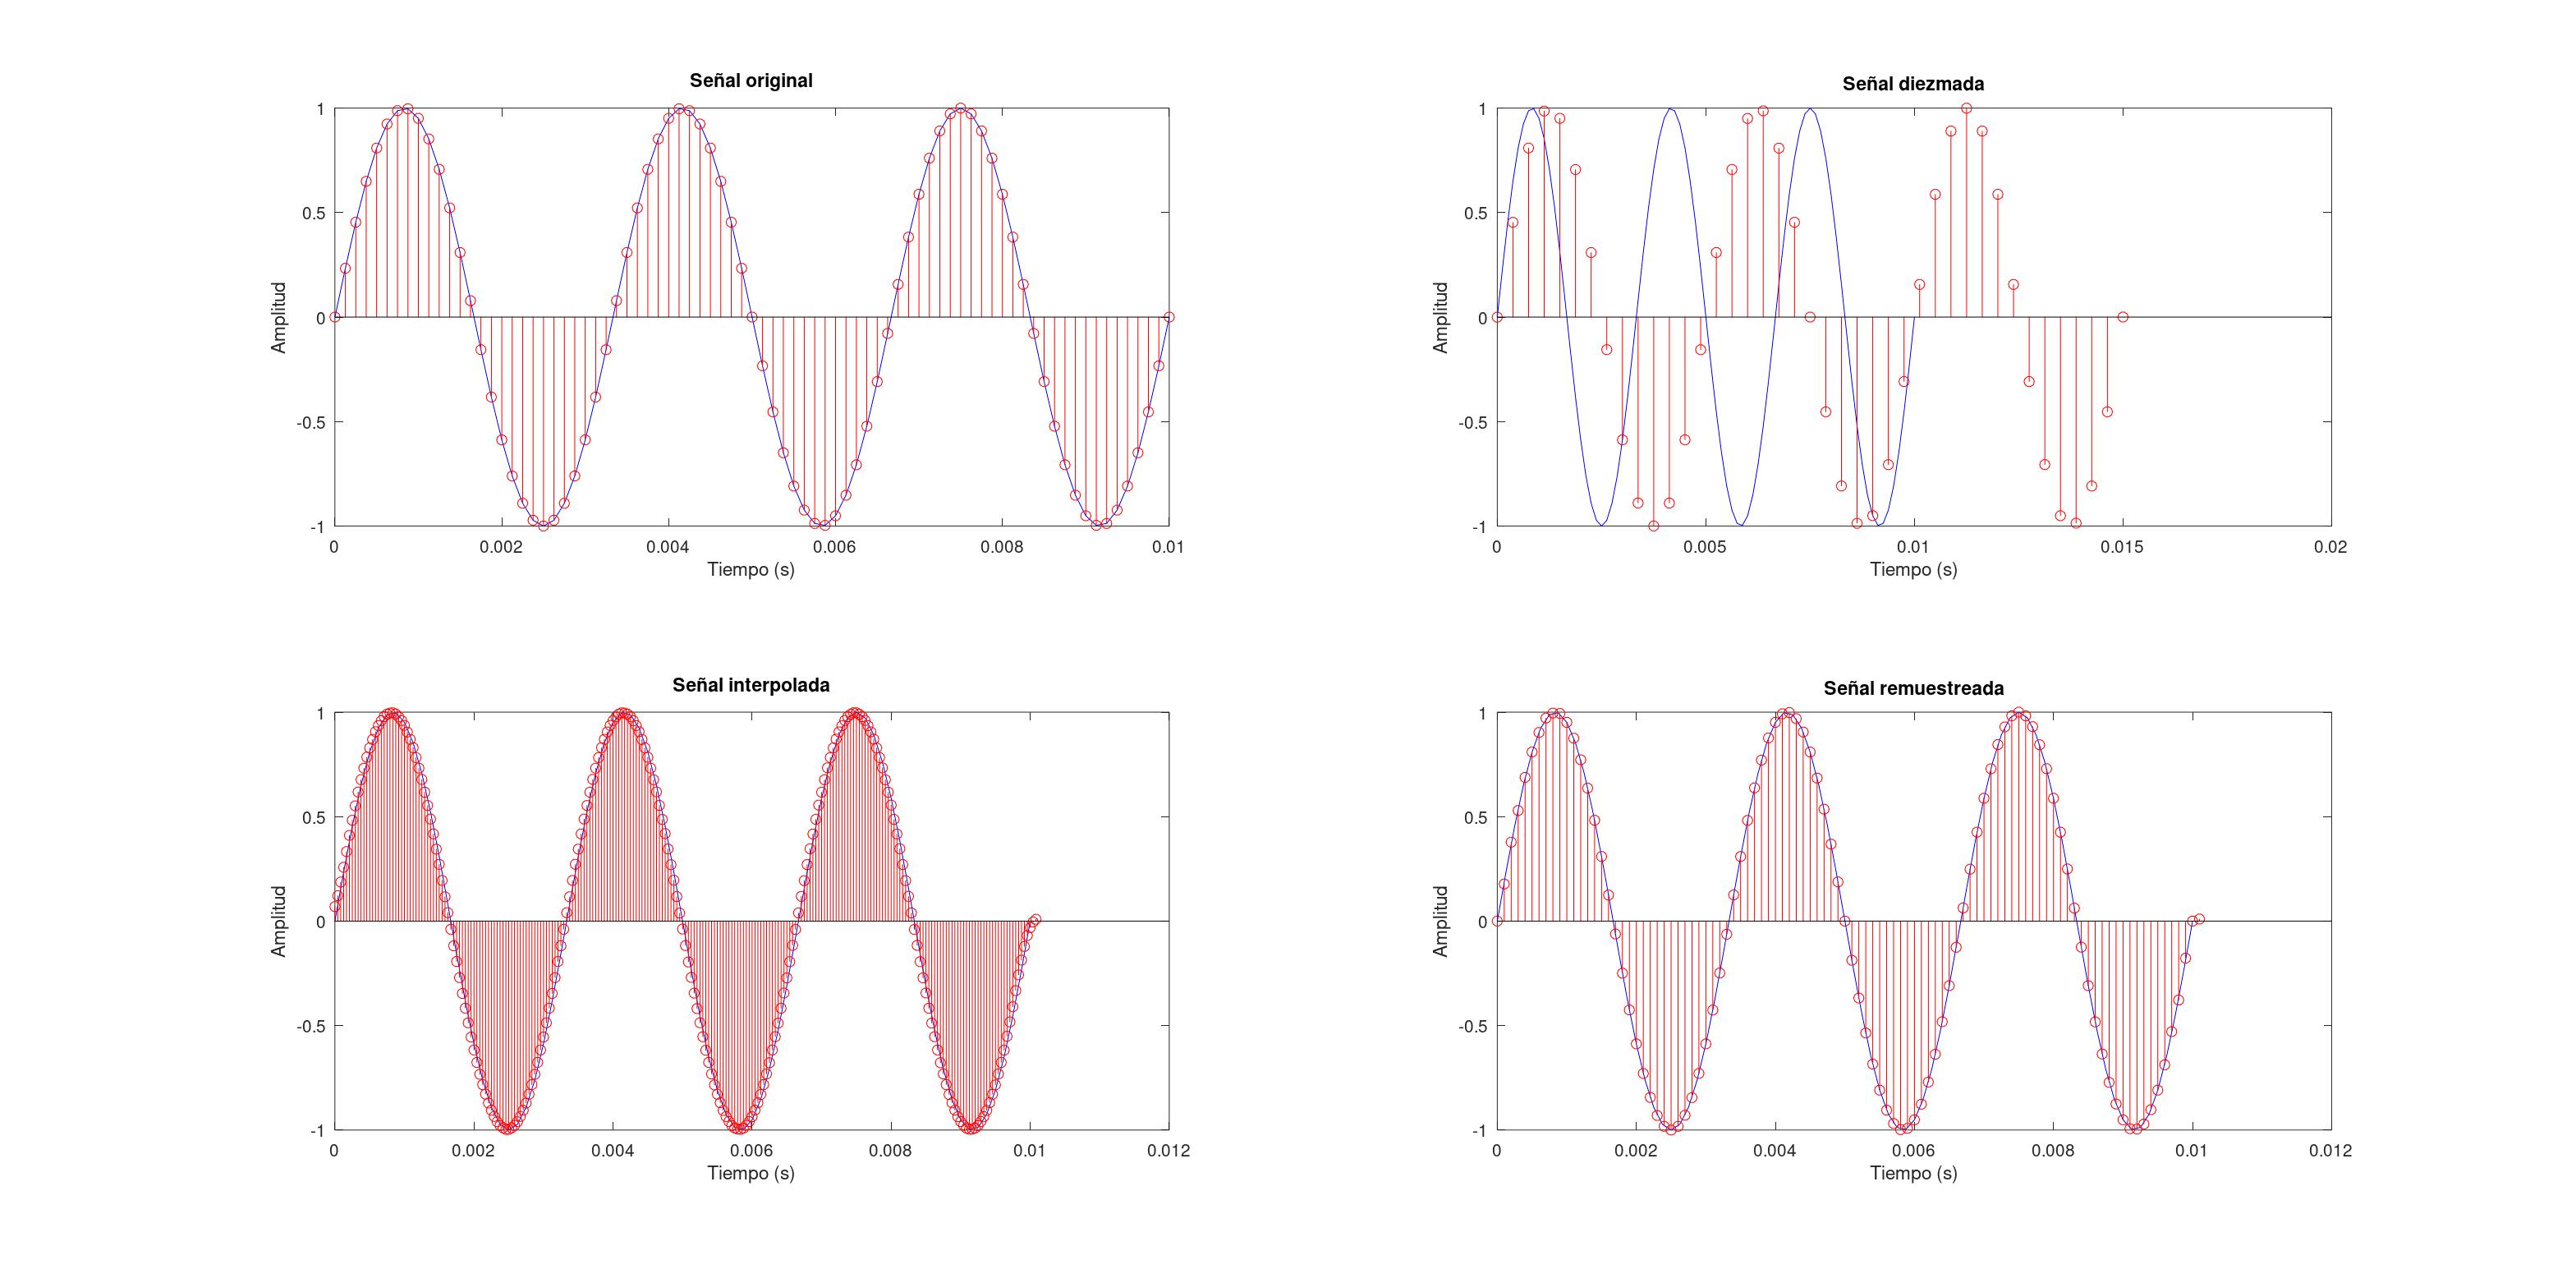 Señal original
1
0.5
0
-0.5
-1
Amplitud
0 0.002 0.004 0.006 0.008 0.01
Tiempo (s)
Señal diezmada
1
0.5
0
-0.5
-1
Amplitud
0 0.005 0.01 0.015 0.02
Tiempo (s)
Señal interpolada
1
0.5
0
-0.5
-1
Amplitud
0 0.002 0.004 0.006 0.008 0.01 0.012
Tiempo (s)
Señal remuestreada
1
0.5
0
-0.5
-1
Amplitud
0 0.002 0.004 0.006 0.008 0.01 0.012
Tiempo (s)